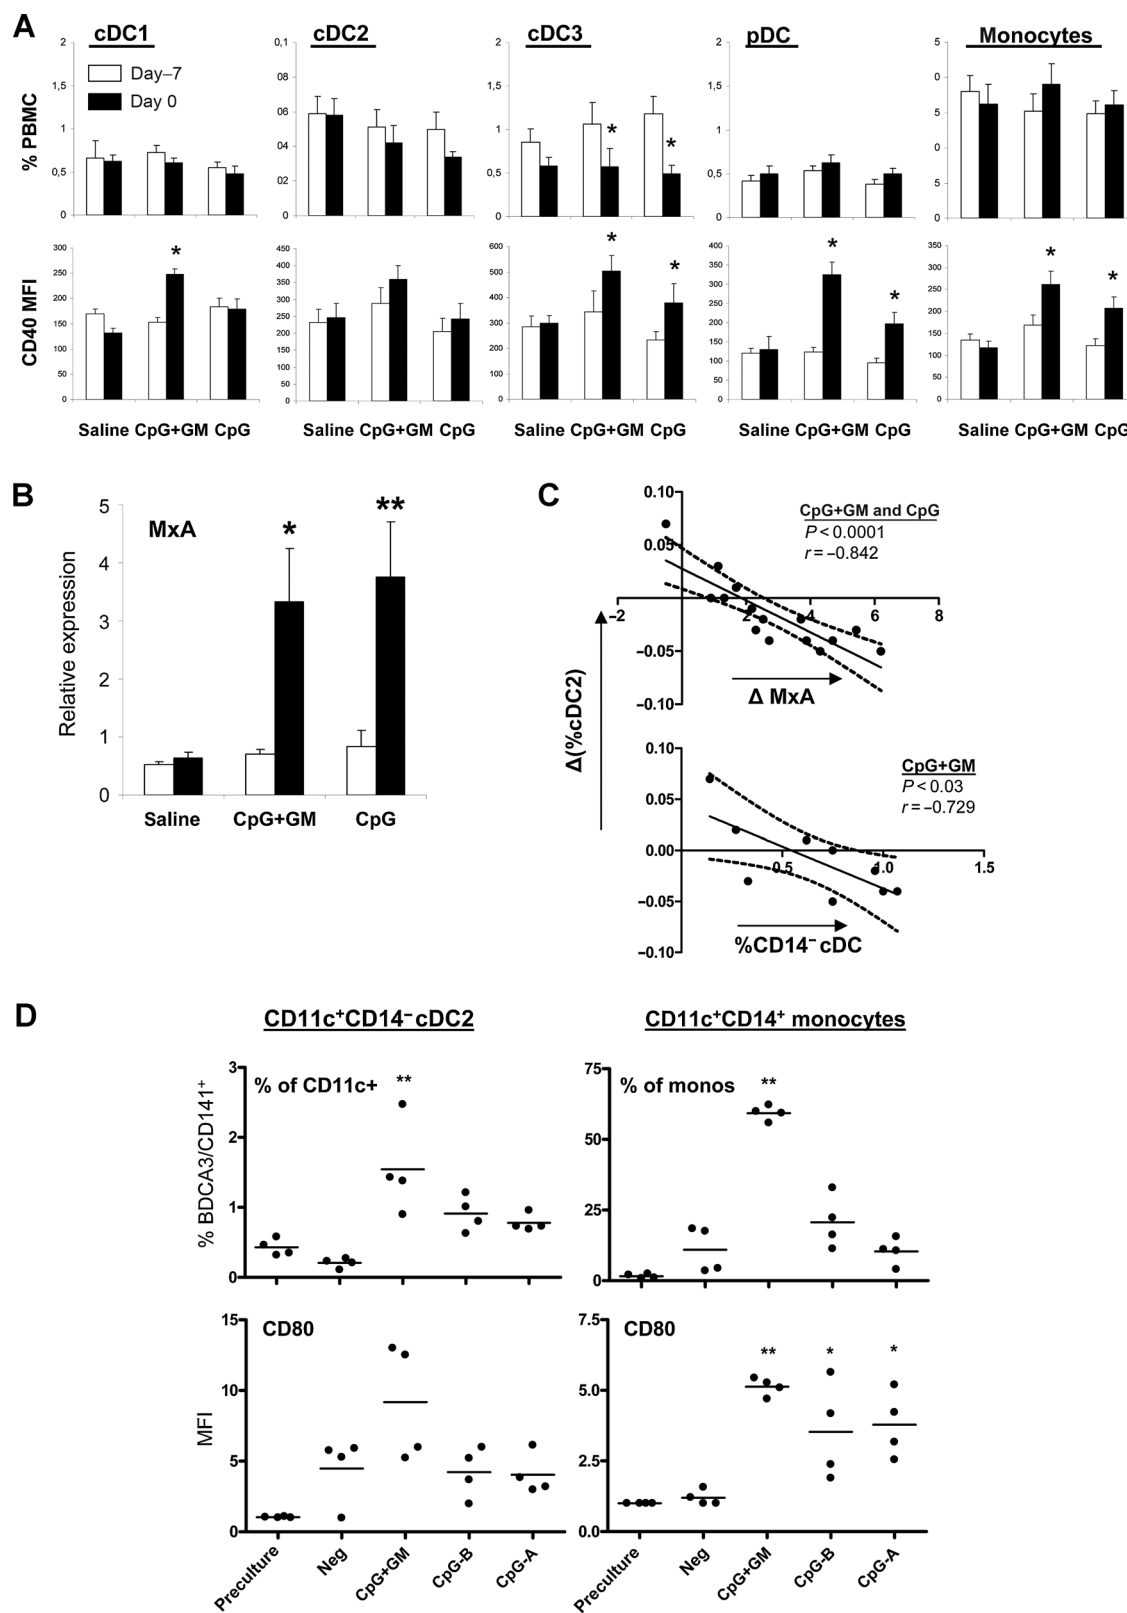 A
cDC1 cDC2 cDC3 pDC Monocytes
Day–7
Day 0
% PBMC
2 1,5 1 0,5 0
0,1 08 06 04 02 0
2 1,5 1 0,5 0
2 1,5 1 0,5 0
5 0 5 0 5 0
* *
CD40 MFI
300 250 200 150 100 50 0
450 400 350 300 250 200 150 100 50 0
600 500 400 300 200 100 0
400 350 300 250 200 150 100 50 0
350 300 250 200 150 100 50 0
* * * * * * *
Saline CpG+GM CpG Saline CpG+GM CpG Saline CpG+GM CpG Saline CpG+GM CpG Saline CpG+GM CpG
B
MxA
Relative expression
5 4 3 2 1 0
* **
Saline CpG+GM CpG
C
Δ(%cDC2)
0.10 0.05 –0.05 –0.10
–2 2 4 6 8
CpG+GM and CpG
P < 0.0001
r = –0.842
Δ MxA
0.10 0.05 0.00 –0.05 –0.10
0.5 1.0 1.5
CpG+GM
P < 0.03
r = –0.729
%CD14– cDC
D
CD11c+CD14– cDC2 CD11c+CD14+ monocytes
% BDCA3/CD141+
3 2 1 0
% of CD11c+
**
75 50 25 0
% of monos
**
MFI
15 10 5 0
CD80
7.5 5.0 2.5 0.0
CD80
** * *
Preculture Neg CpG+GM CpG-B CpG-A
Preculture Neg CpG+GM CpG-B CpG-A